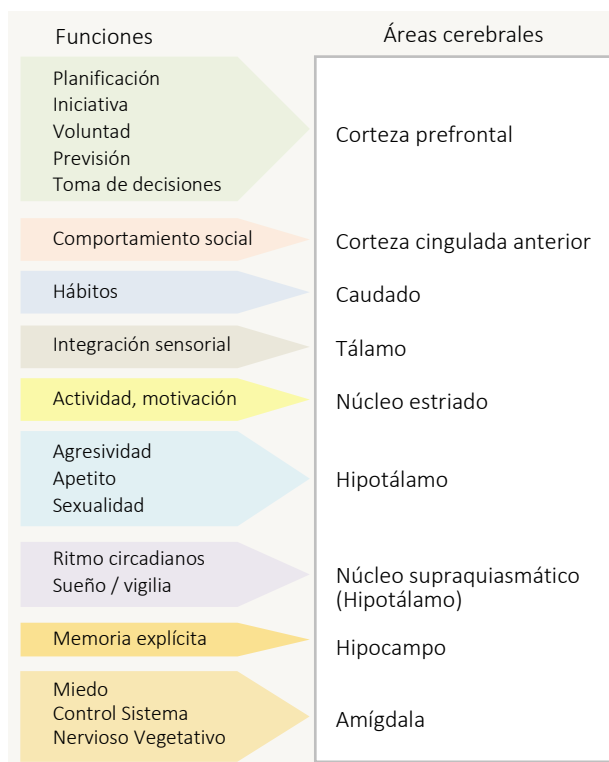 Funciones
Áreas cerebrales
Planificación
Iniciativa
Voluntad
Previsión
Toma de decisiones
Corteza prefrontal
Comportamiento social
Corteza cingulada anterior
Hábitos
Caudado
Integración sensorial
Tálamo
Actividad, motivación
Núcleo estriado
Agresividad
Apetito
Sexualidad
Hipotálamo
Ritmo circadianos
Sueño / vigilia
Núcleo supraquiasmático
(Hipotálamo)
Memoria explícita
Hipocampo
Miedo
Control Sistema
Nervioso Vegetativo
Amígdala